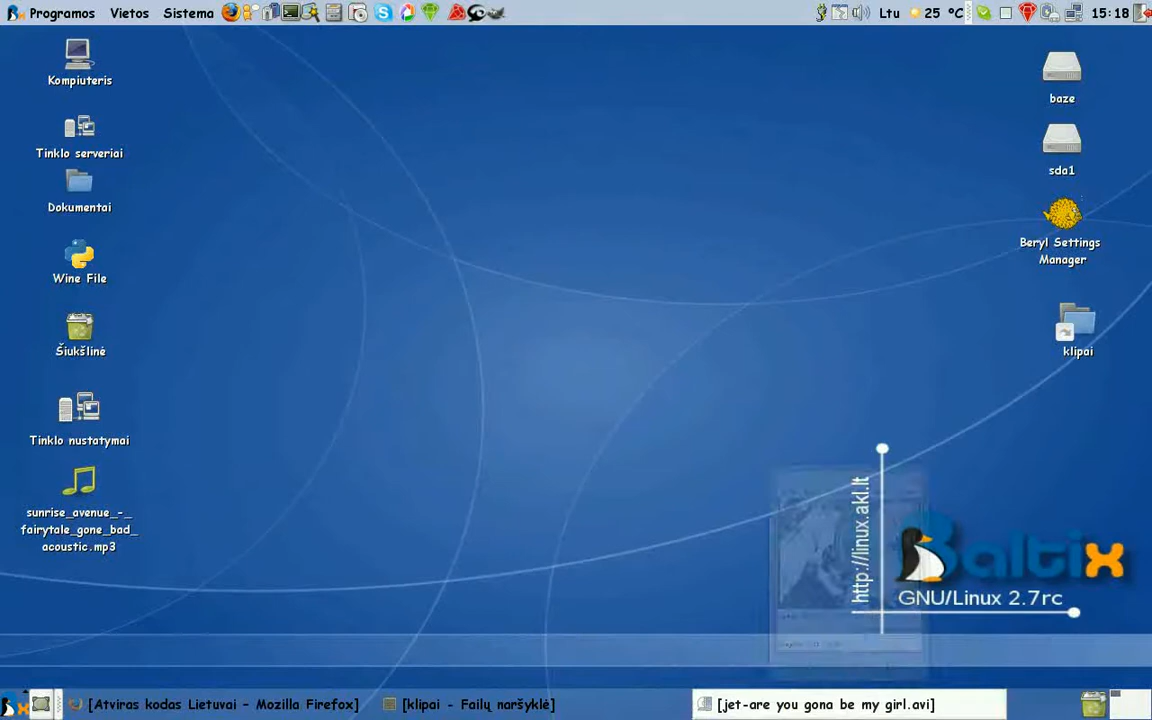 Programos Vietos Sistema Ltu 25 °C 15:18
Kompiuteris
Tinklo serveriai
Dokumentai
Wine File
Šiukšlinė
Tinklo nustatymai
sunrise_avenue_-_
fairytale_gone_bad_
acoustic.mp3
baze
sda1
Beryl Settings
Manager
klipai
http://linux.akl.lt
Baltix
GNU/Linux 2.7rc
[Atviras kodas Lietuvai - Mozilla Firefox] [klipai - Failų naršyklė] [jet-are you gona be my girl.avi]